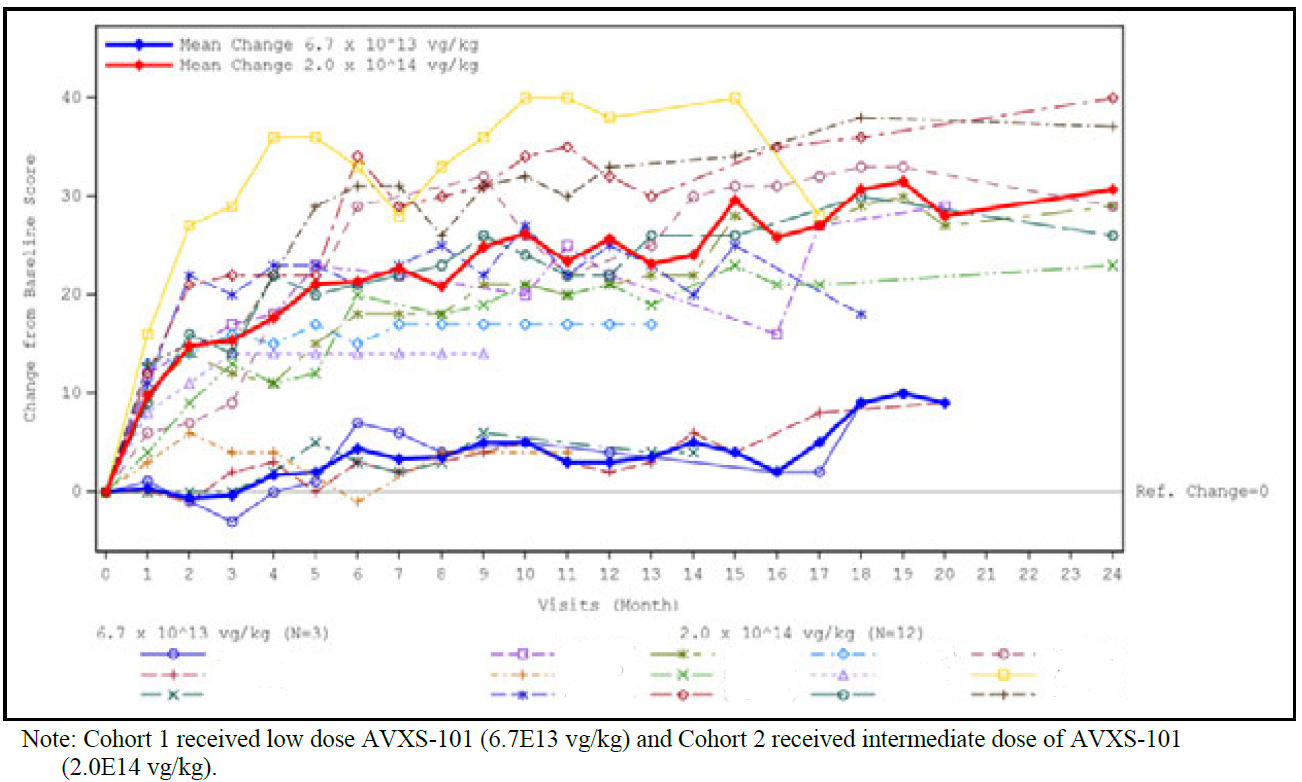 Mean Change 6.7 x 10^13 vg/kg
Mean Change 2.0 x 10^14 vg/kg
Change from Baseline Score
40
30
20
10
0
Ref. Change=0
0 1 2 3 4 5 6 7 8 9 10 11 12 13 14 15 16 17 18 19 20 21 22 23 24
Visits (Month)
6.7 x 10^13 vg/kg (N=3) 2.0 x 10^14 vg/kg (N=12)
Note: Cohort 1 received low dose AVXS-101 (6.7E13 vg/kg) and Cohort 2 received intermediate dose of AVXS-101
(2.0E14 vg/kg).